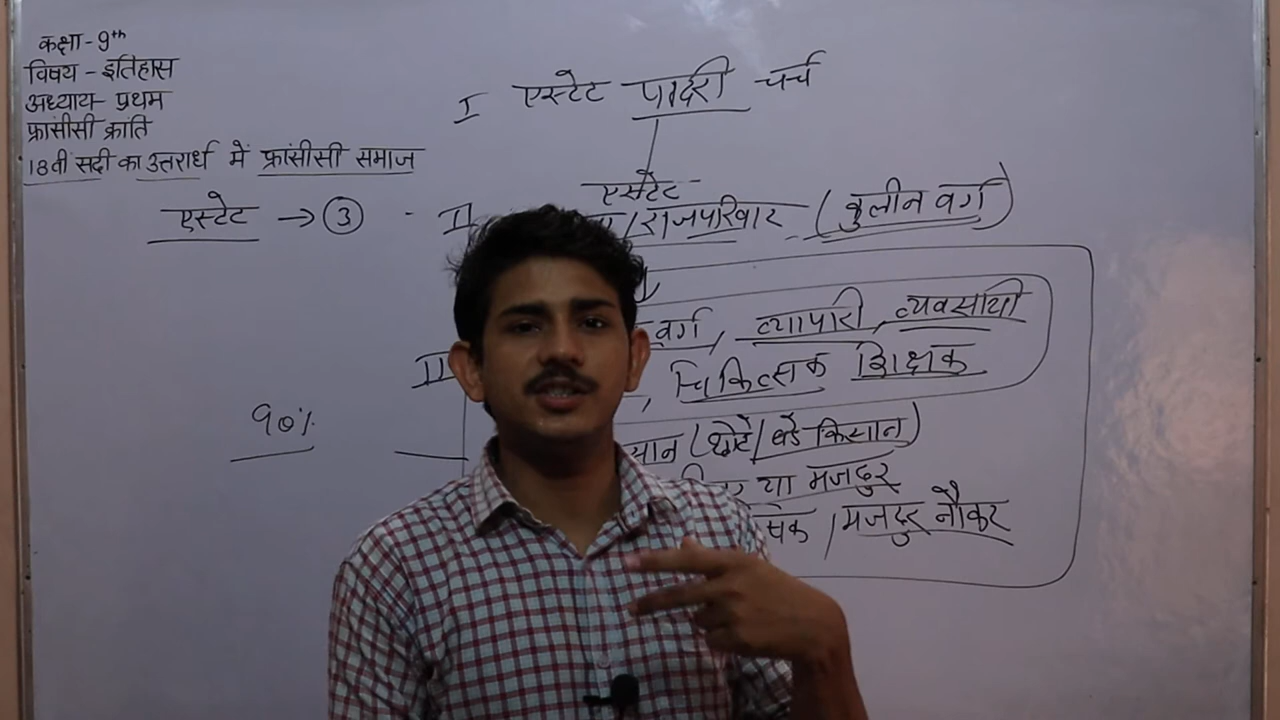 कक्षा - 9th
विषय - इतिहास
अध्याय - प्रथम
फ्रांसीसी क्रांति
18वी सदी का उत्तरार्ध में फ्रांसीसी समाज
एस्टेट → ③
I एस्टेट पादरी चर्च
एस्टेट
II / राजपरिवार (कुलीन वर्ग)
वर्ग, व्यापारी, व्यवसायी
, चिकित्सक शिक्षक
90%
(छोटे/बडे किसान)
या मजदुर
/ मजदुर नौकर